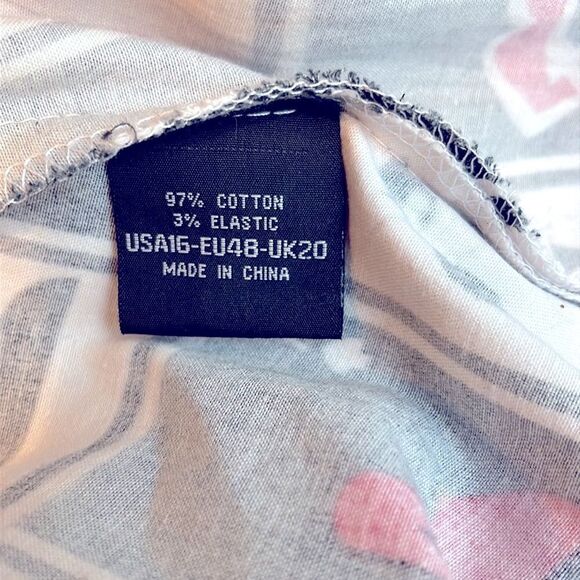 97% COTTON
3% ELASTIC
USA16-EU48-UK20
MADE IN CHINA